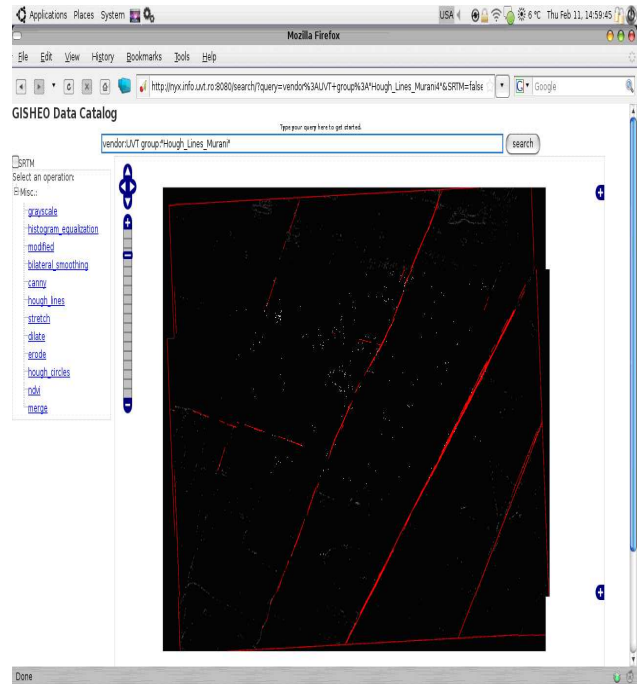 Applications Places System USA 6 °C Thu Feb 11, 14:59:45
Mozilla Firefox
File Edit View History Bookmarks Tools Help
http://nyx.info.uvt.ro:8080/search/?query=vendor%3AUVT+group%3A"Hough_Lines_Murani4"&SRTM=false
Google
GISHEO Data Catalog
Type your query here to get started.
vendor:UVT group:"Hough_Lines_Murani"
search
SRTM
Select an operation:
Misc.:
grayscale
histogram_equalization
modified
bilateral_smoothing
canny
hough_lines
stretch
dilate
erode
hough_circles
ndvi
merge
Done